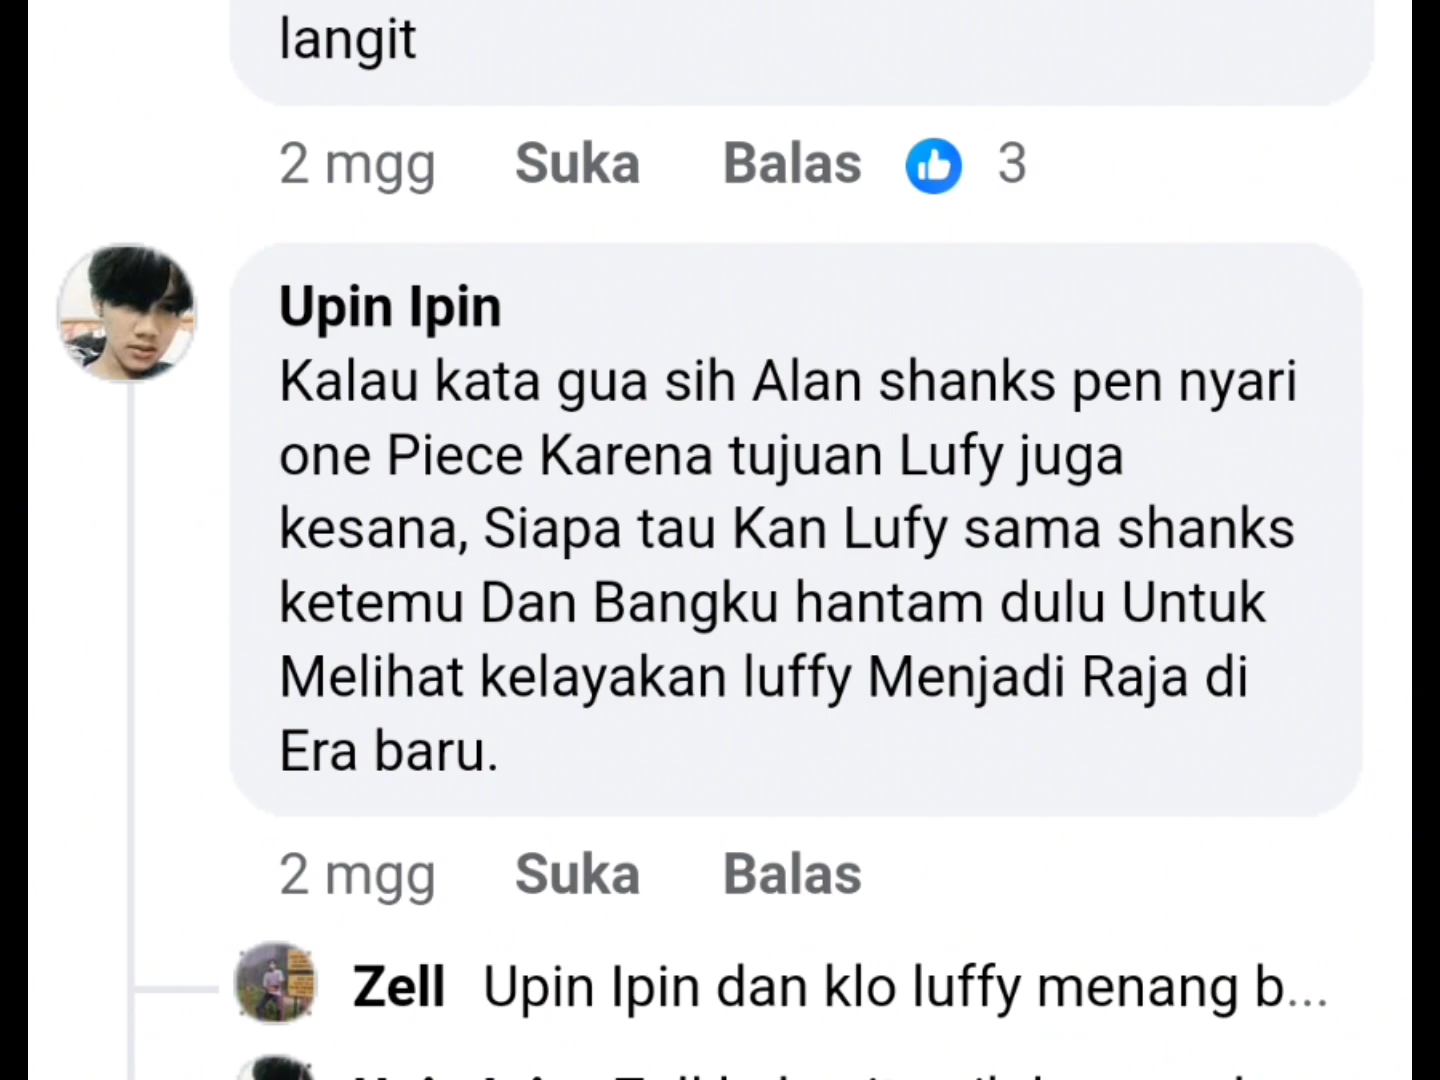 langit
2 mgg Suka Balas 3
Upin Ipin
Kalau kata gua sih Alan shanks pen nyari
one Piece Karena tujuan Lufy juga
kesana, Siapa tau Kan Lufy sama shanks
ketemu Dan Bangku hantam dulu Untuk
Melihat kelayakan luffy Menjadi Raja di
Era baru.
2 mgg Suka Balas
Zell Upin Ipin dan klo luffy menang b...